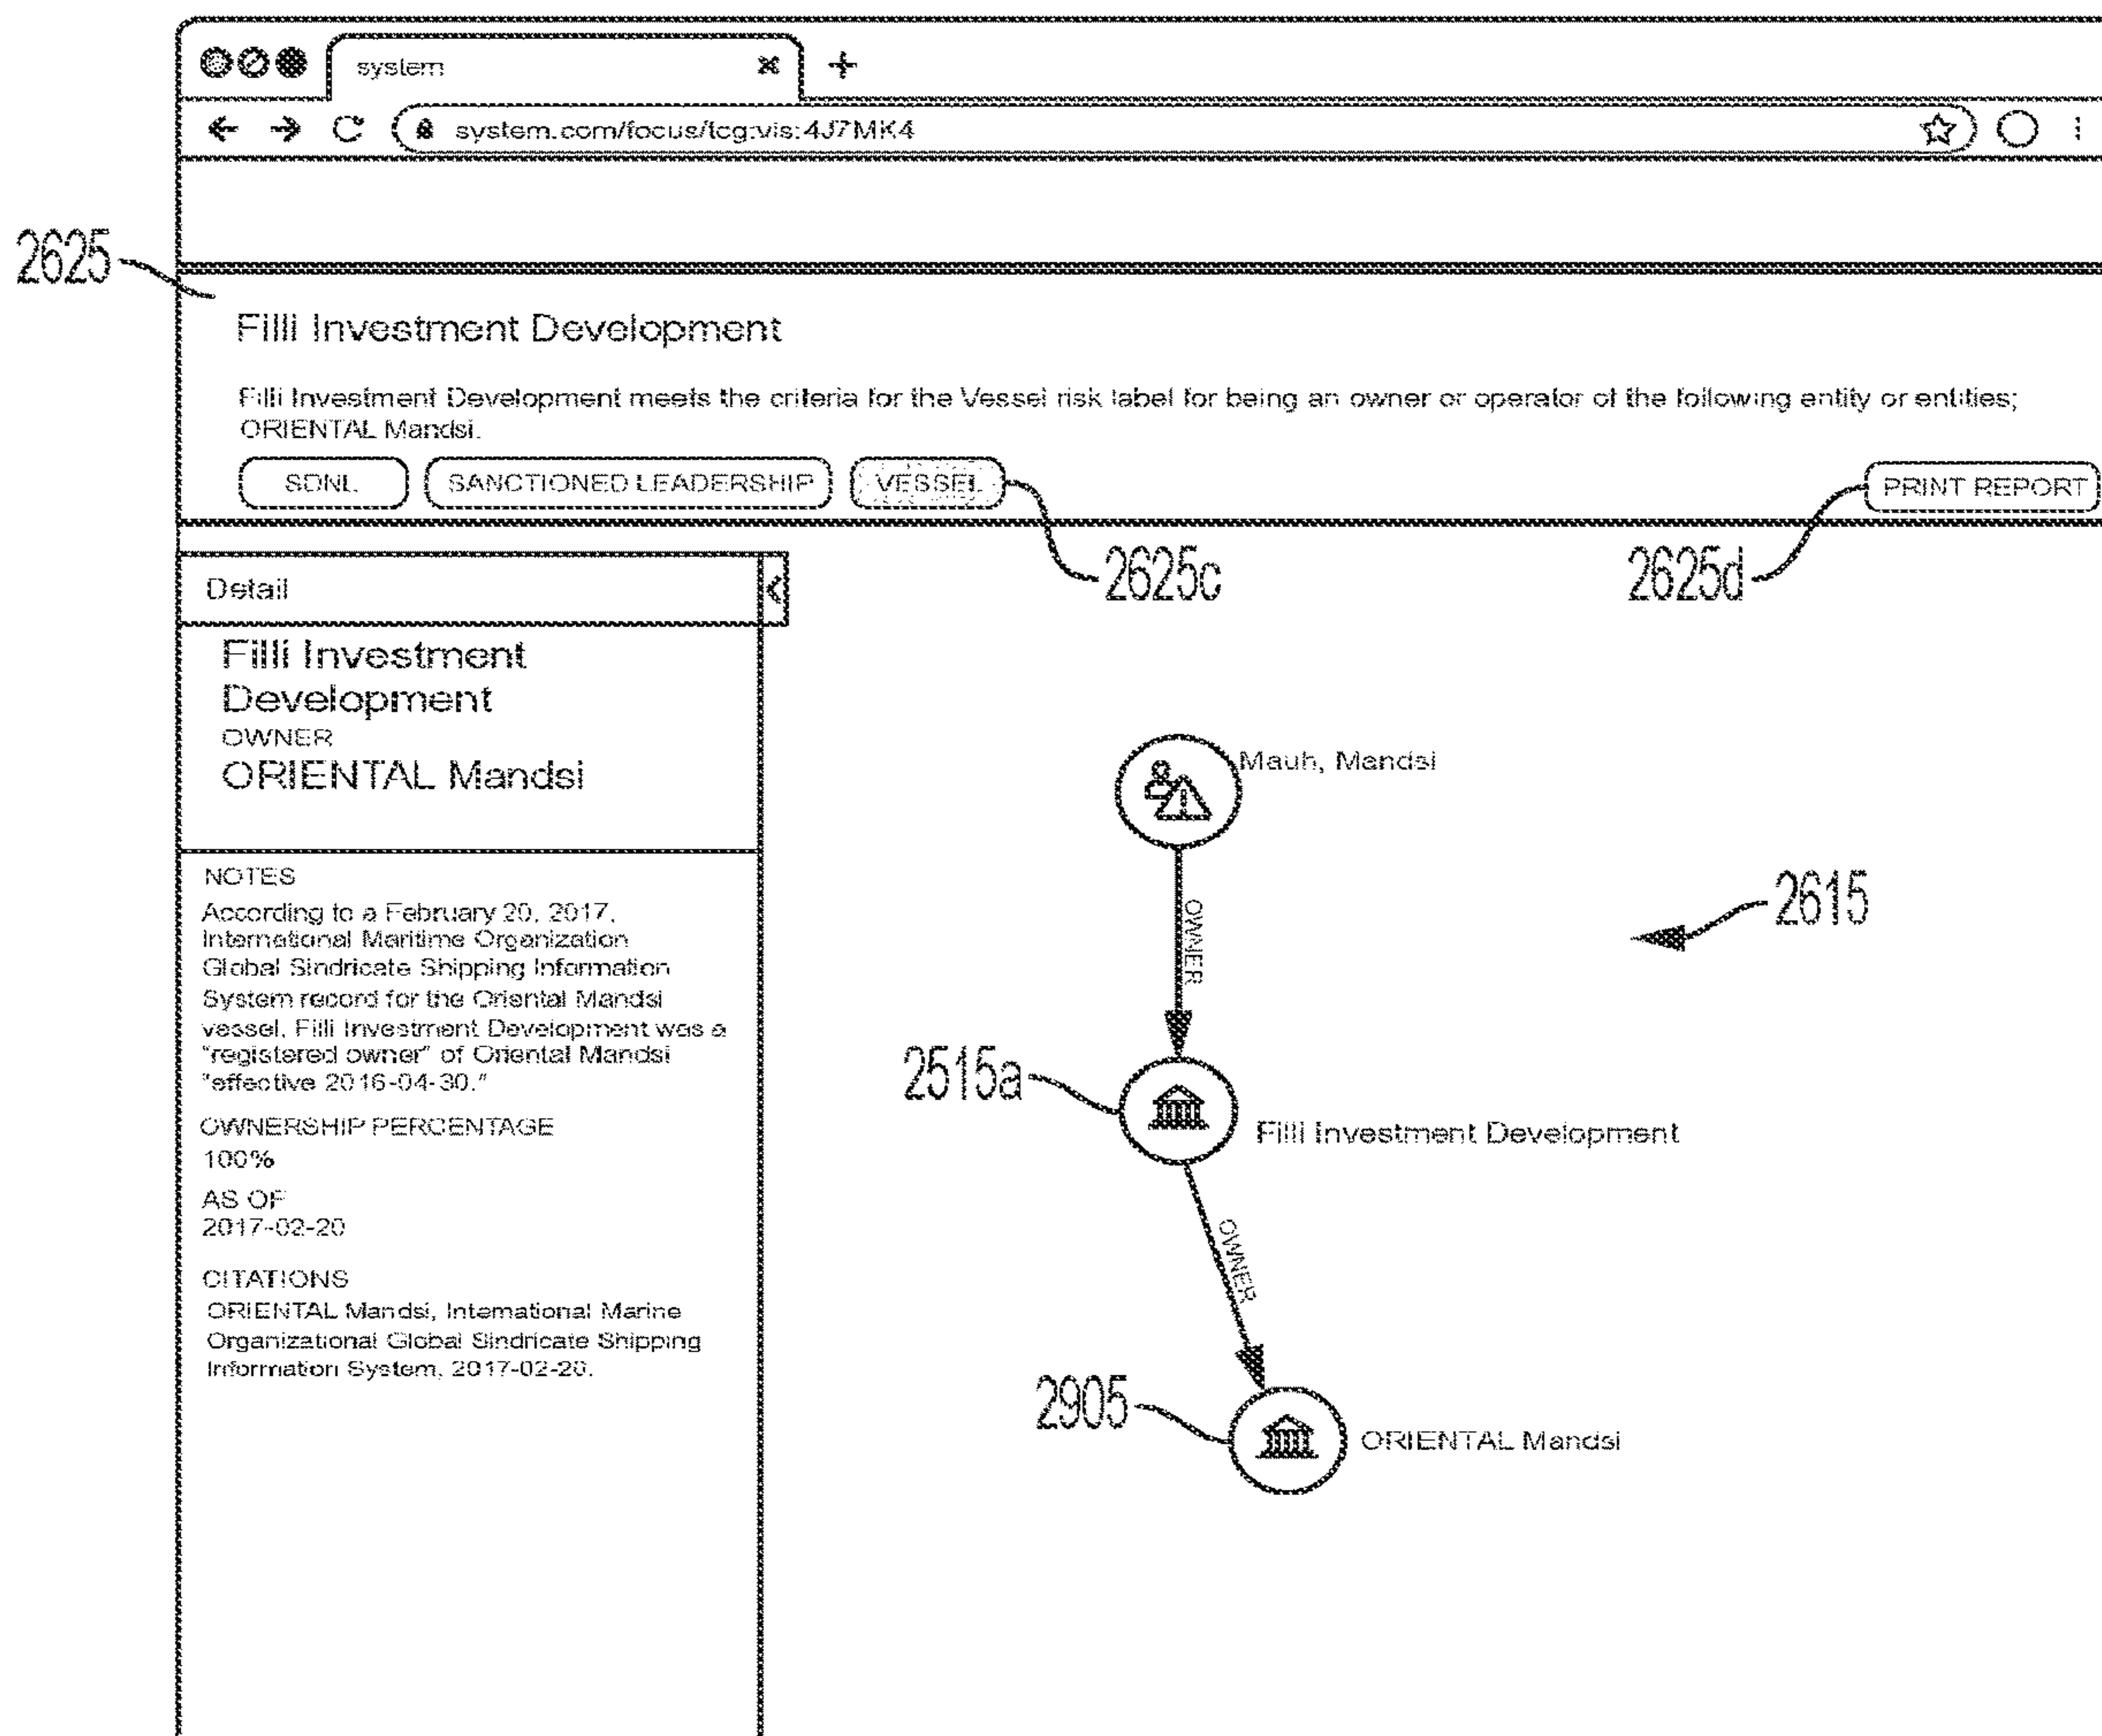 system
system.com/focus/tcg:vis:4J7MK4
2625
Filli Investment Development
Filli Investment Development meets the criteria for the Vessel risk label for being an owner or operator of the following entity or entities;
ORIENTAL Mandsi.
SDNL
SANCTIONED LEADERSHIP
VESSEL
PRINT REPORT
2625c
2625d
Detail
Filli Investment
Development
OWNER
ORIENTAL Mandsi
NOTES
According to a February 20, 2017,
International Maritime Organization
Global Sindricate Shipping Information
System record for the Oriental Mandsi
vessel, Filli Investment Development was a
"registered owner" of Oriental Mandsi
"effective 2016-04-30."
OWNERSHIP PERCENTAGE
100%
AS OF
2017-02-20
CITATIONS
ORIENTAL Mandsi, International Marine
Organizational Global Sindricate Shipping
Information System, 2017-02-20.
Mauh, Mandsi
OWNER
2615
2515a
Filli Investment Development
OWNER
2905
ORIENTAL Mandsi